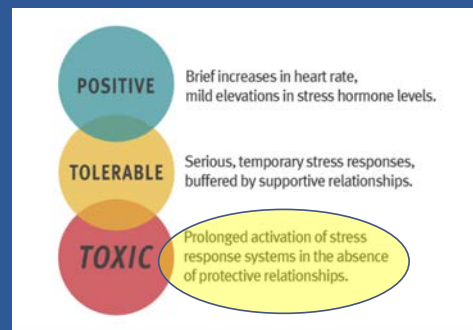 POSITIVE
Brief increases in heart rate,
mild elevations in stress hormone levels.
TOLERABLE
Serious, temporary stress responses,
buffered by supportive relationships.
TOXIC
Prolonged activation of stress
response systems in the absence
of protective relationships.